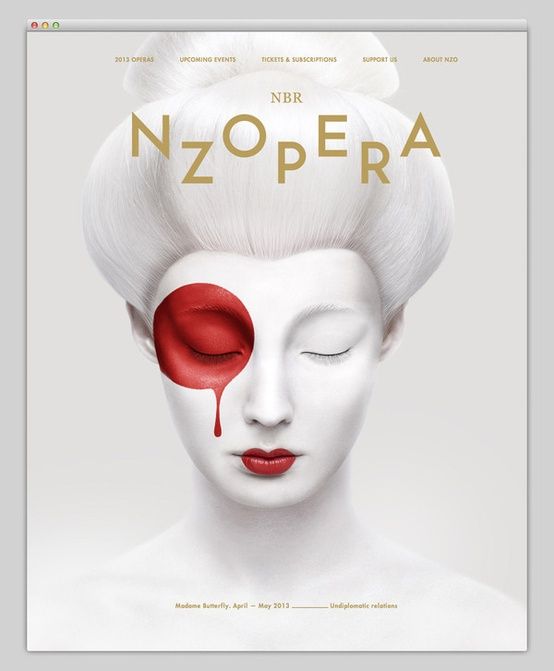 2013 OPERAS UPCOMING EVENTS TICKETS & SUBSCRIPTIONS SUPPORT US ABOUT NZO
NBR
NZOPERA
Madame Butterfly. April — May 2013 ________ Undiplomatic relations